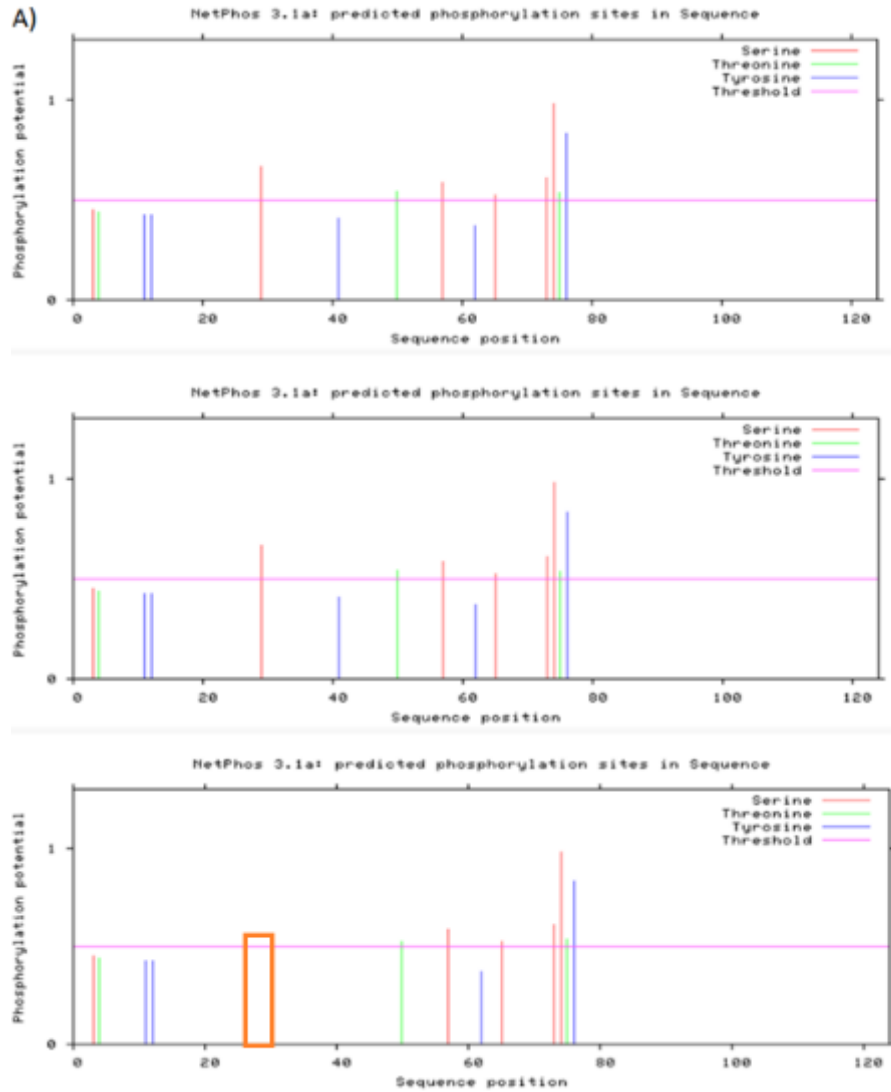 A)
NetPhos 3.1a: predicted phosphorylation sites in Sequence
Phosphorylation potential
Serine
Threonine
Tyrosine
Threshold
1
0
0 20 40 60 80 100 120
Sequence position
NetPhos 3.1a: predicted phosphorylation sites in Sequence
Phosphorylation potential
Serine
Threonine
Tyrosine
Threshold
1
0
0 20 40 60 80 100 120
Sequence position
NetPhos 3.1a: predicted phosphorylation sites in Sequence
Phosphorylation potential
Serine
Threonine
Tyrosine
Threshold
1
0
0 20 40 60 80 100 120
Sequence position